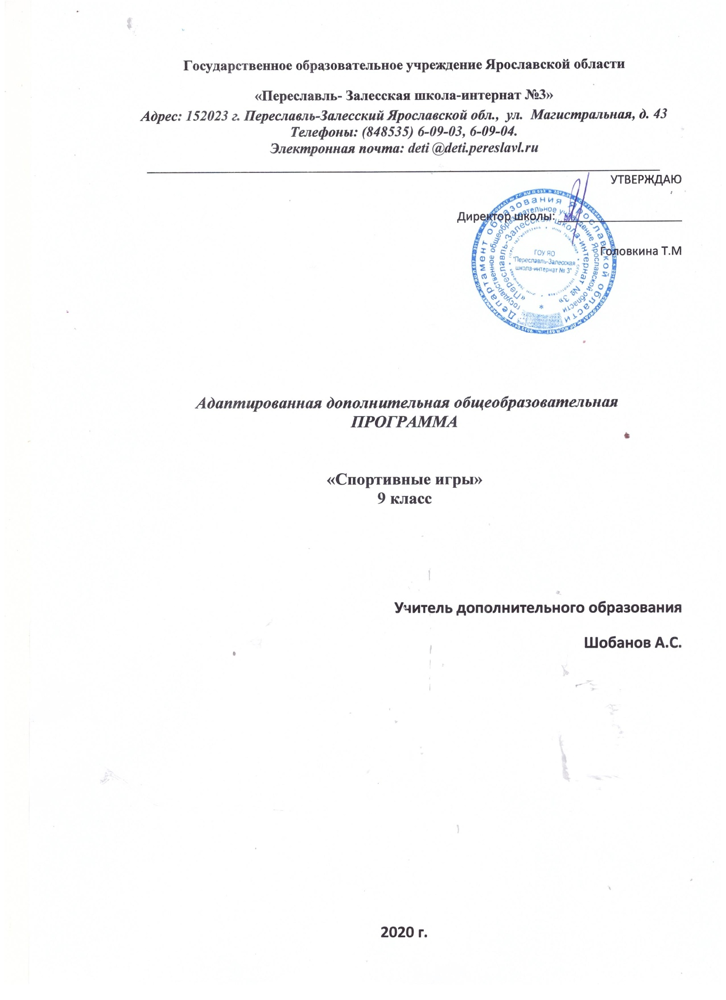 Государственное образовательное учреждение Ярославской области
«Переславль- Залесская школа-интернат №3»
Адрес: 152023 г. Переславль-Залесский Ярославской обл., ул. Магистральная, д. 43
Телефоны: (848535) 6-09-03, 6-09-04.
Электронная почта: deti @deti.pereslavl.ru
УТВЕРЖДАЮ
Директор школы:
Головкина Т.М
Департамент образования Ярославской области
государственное общеобразовательное учреждение Ярославской области
«Переславль-Залесская школа-интернат № 3»
ГОУ ЯО
"Переславль-Залесская
школа-интернат № 3"
Адаптированная дополнительная общеобразовательная
ПРОГРАММА
«Спортивные игры»
9 класс
Учитель дополнительного образования
Шобанов А.С.
2020 г.